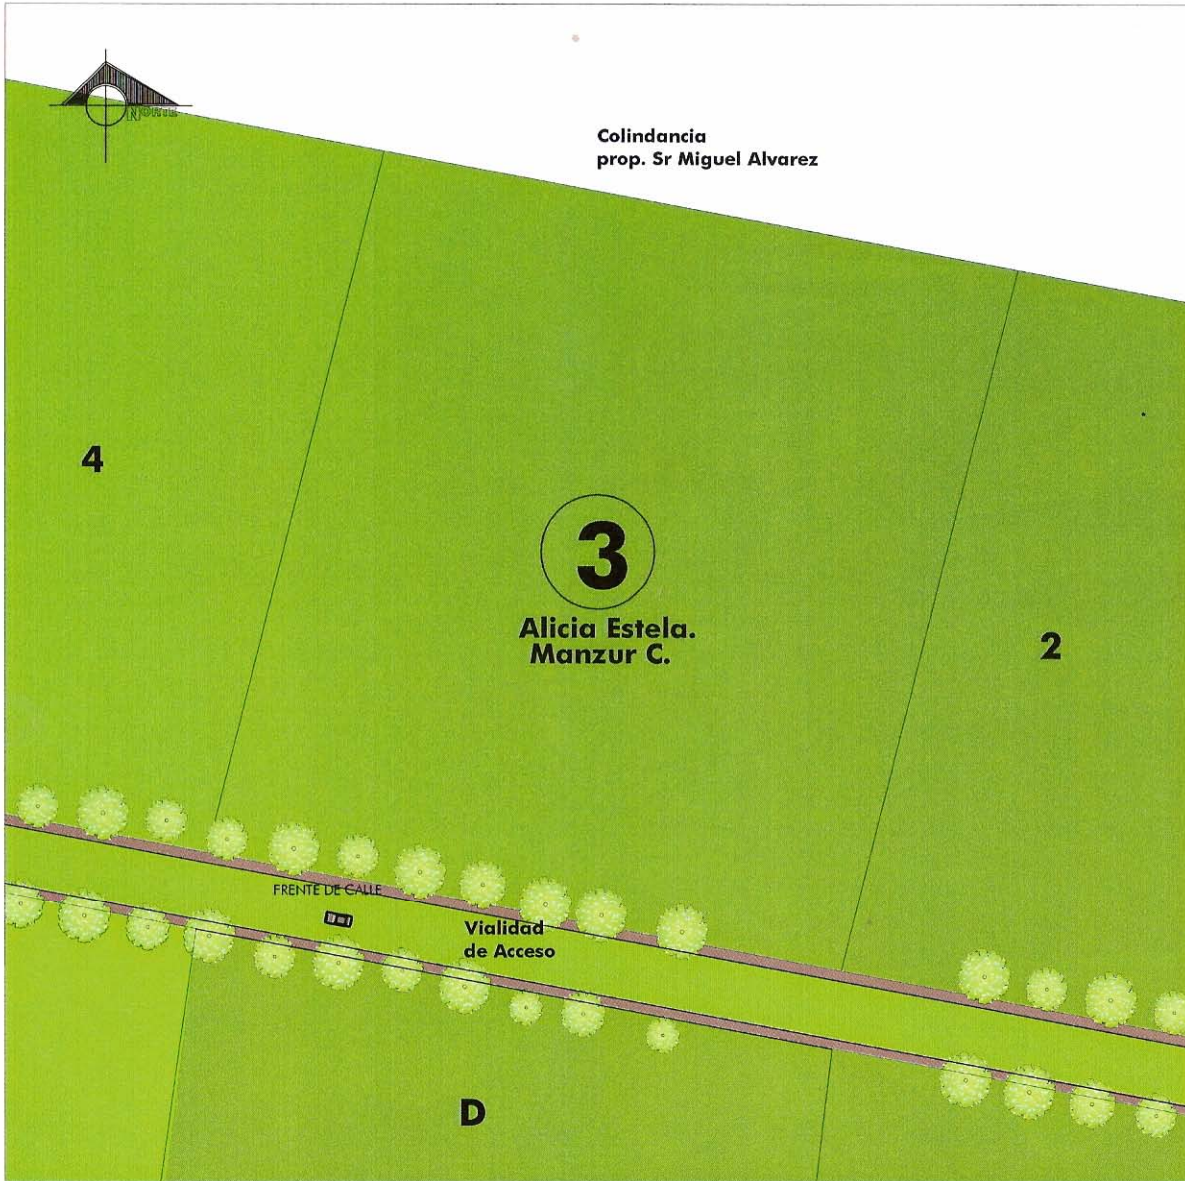 NORTE
Colindancia
prop. Sr Miguel Alvarez
4
3
Alicia Estela.
Manzur C.
2
FRENTE DE CALLE
Vialidad
de Acceso
D